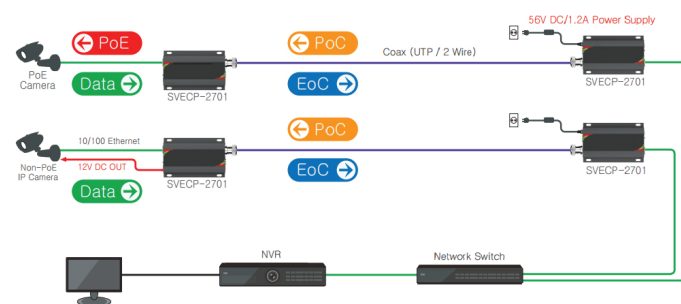 56V DC/1.2A Power Supply
PoE
PoC
Coax (UTP / 2 Wire)
PoE
Camera
Data
EoC
SVECP-2701
SVECP-2701
PoC
10/100 Ethernet
Non-PoE
IP Camera
12V DC OUT
EoC
SVECP-2701
SVECP-2701
Data
NVR
Network Switch